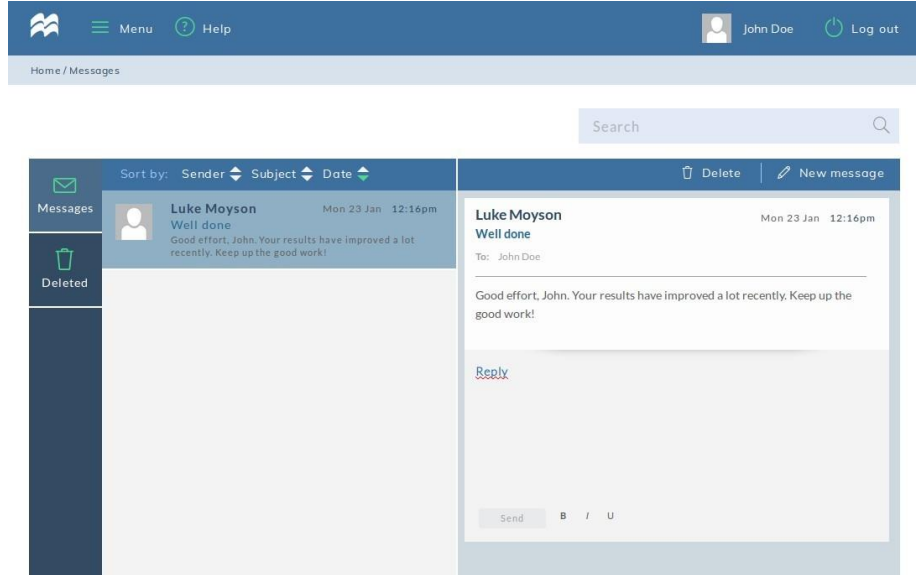 Menu ? Help John Doe Log out
Home / Messages
Search
Sort by: Sender Subject Date
Delete New message
Messages
Deleted
Luke Moyson Mon 23 Jan 12:16pm
Well done
Good effort, John. Your results have improved a lot
recently. Keep up the good work!
Luke Moyson Mon 23 Jan 12:16pm
Well done
To: John Doe
Good effort, John. Your results have improved a lot recently. Keep up the
good work!
Reply
Send B I U